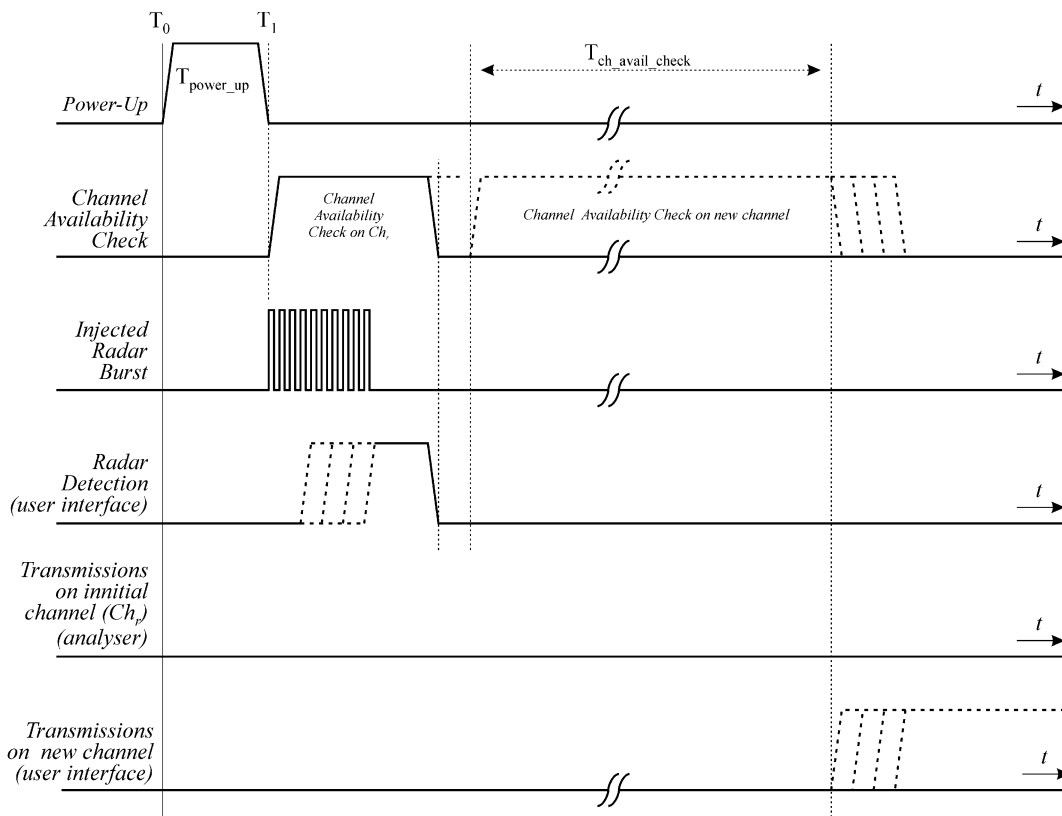 T0 T1
Tch_avail_check
Tpower_up
Power-Up
t
Channel
Availability
Check
Channel
Availability
Check on Chr
Channel Availability Check on new channel
t
Injected
Radar
Burst
t
Radar
Detection
(user interface)
t
Transmissions
on innitial
channel (Chr)
(analyser)
t
Transmissions
on new channel
(user interface)
t